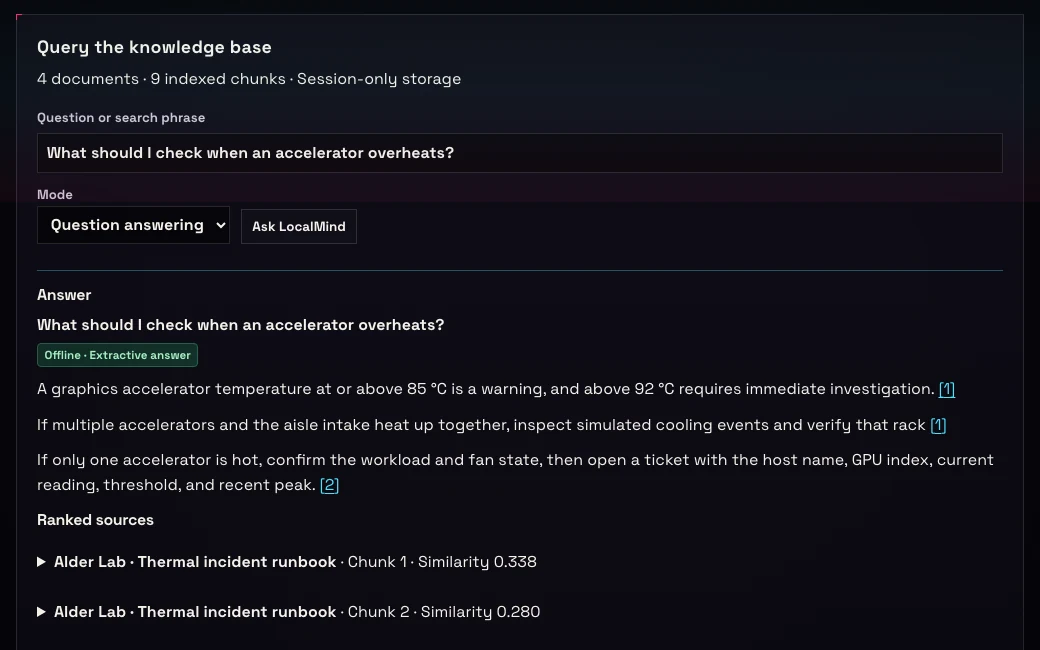 Query the knowledge base
4 documents · 9 indexed chunks · Session-only storage
Question or search phrase
What should I check when an accelerator overheats?
Mode
Question answering
Ask LocalMind
Answer
What should I check when an accelerator overheats?
Offline · Extractive answer
A graphics accelerator temperature at or above 85 °C is a warning, and above 92 °C requires immediate investigation. [1]
If multiple accelerators and the aisle intake heat up together, inspect simulated cooling events and verify that rack [1]
If only one accelerator is hot, confirm the workload and fan state, then open a ticket with the host name, GPU index, current
reading, threshold, and recent peak. [2]
Ranked sources
Alder Lab · Thermal incident runbook · Chunk 1 · Similarity 0.338
Alder Lab · Thermal incident runbook · Chunk 2 · Similarity 0.280